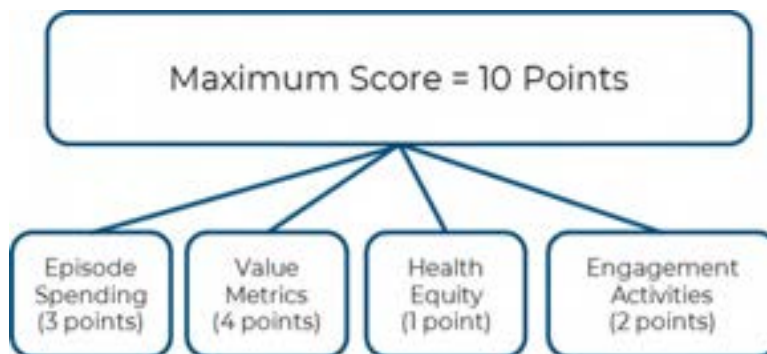 Maximum Score = 10 Points
Episode
Spending
(3 points)
Value
Metrics
(4 points)
Health
Equity
(1 point)
Engagement
Activities
(2 points)